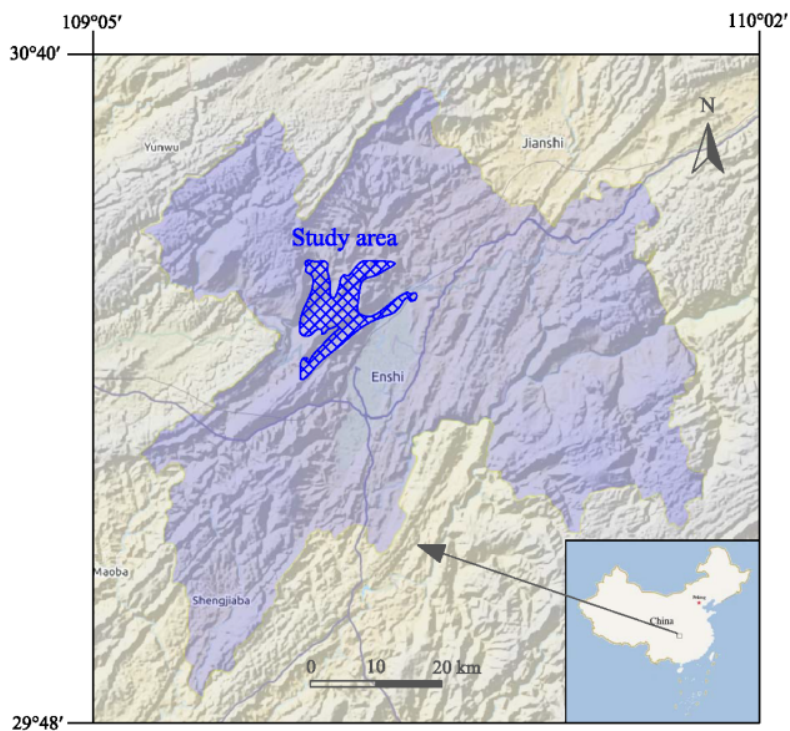 109°05′
110°02′
30°40′
N
Yunwu
Jianshi
Study area
Enshi
Maoba
Shengjiaba
Beijing
China
0 10 20 km
29°48′